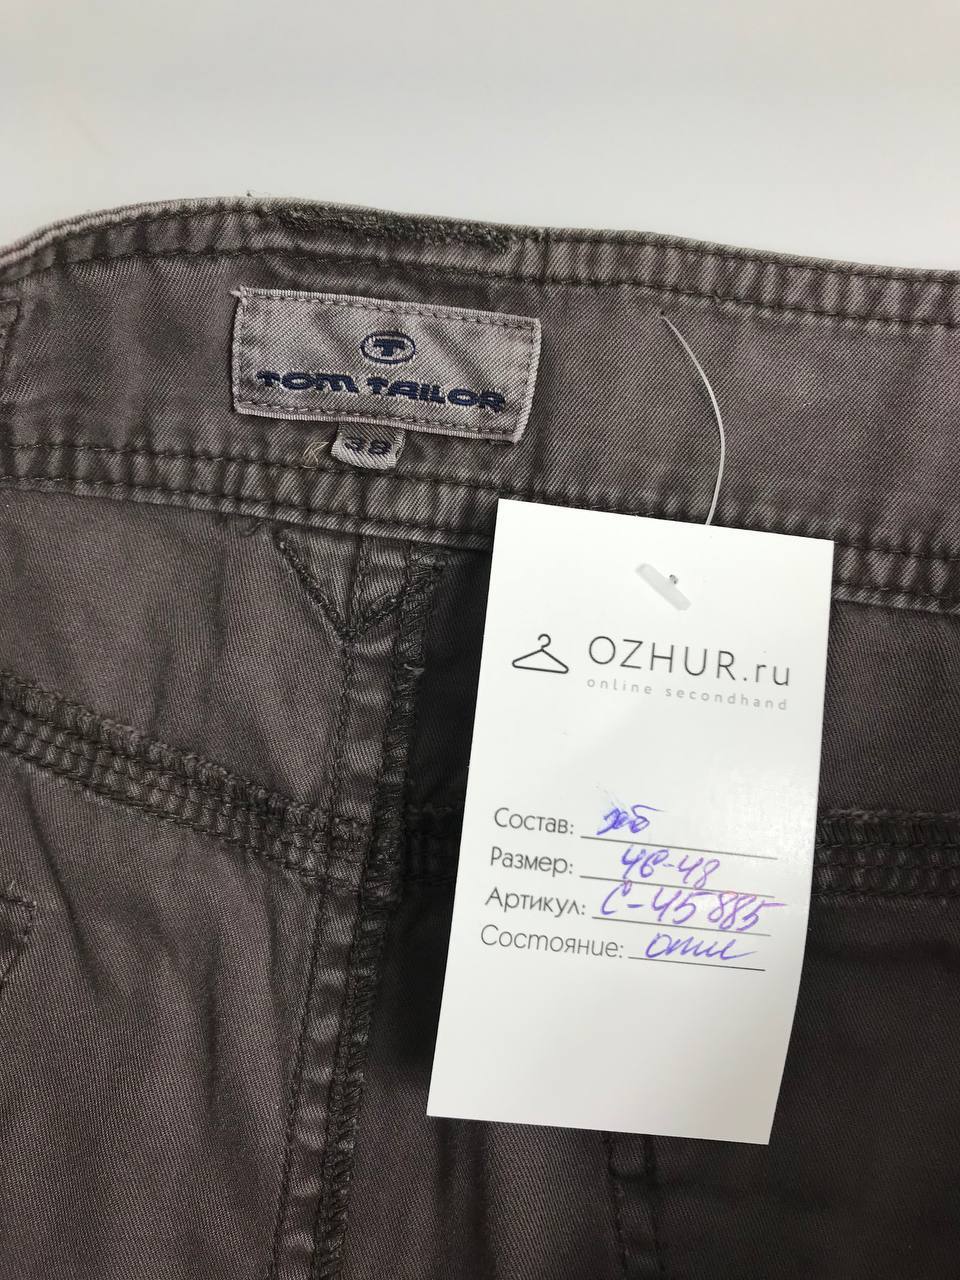 T
TOM TAILOR
38
OZHUR.ru
online secondhand
Состав: хб
Размер: 46-48
Артикул: С-45885
Состояние: отл